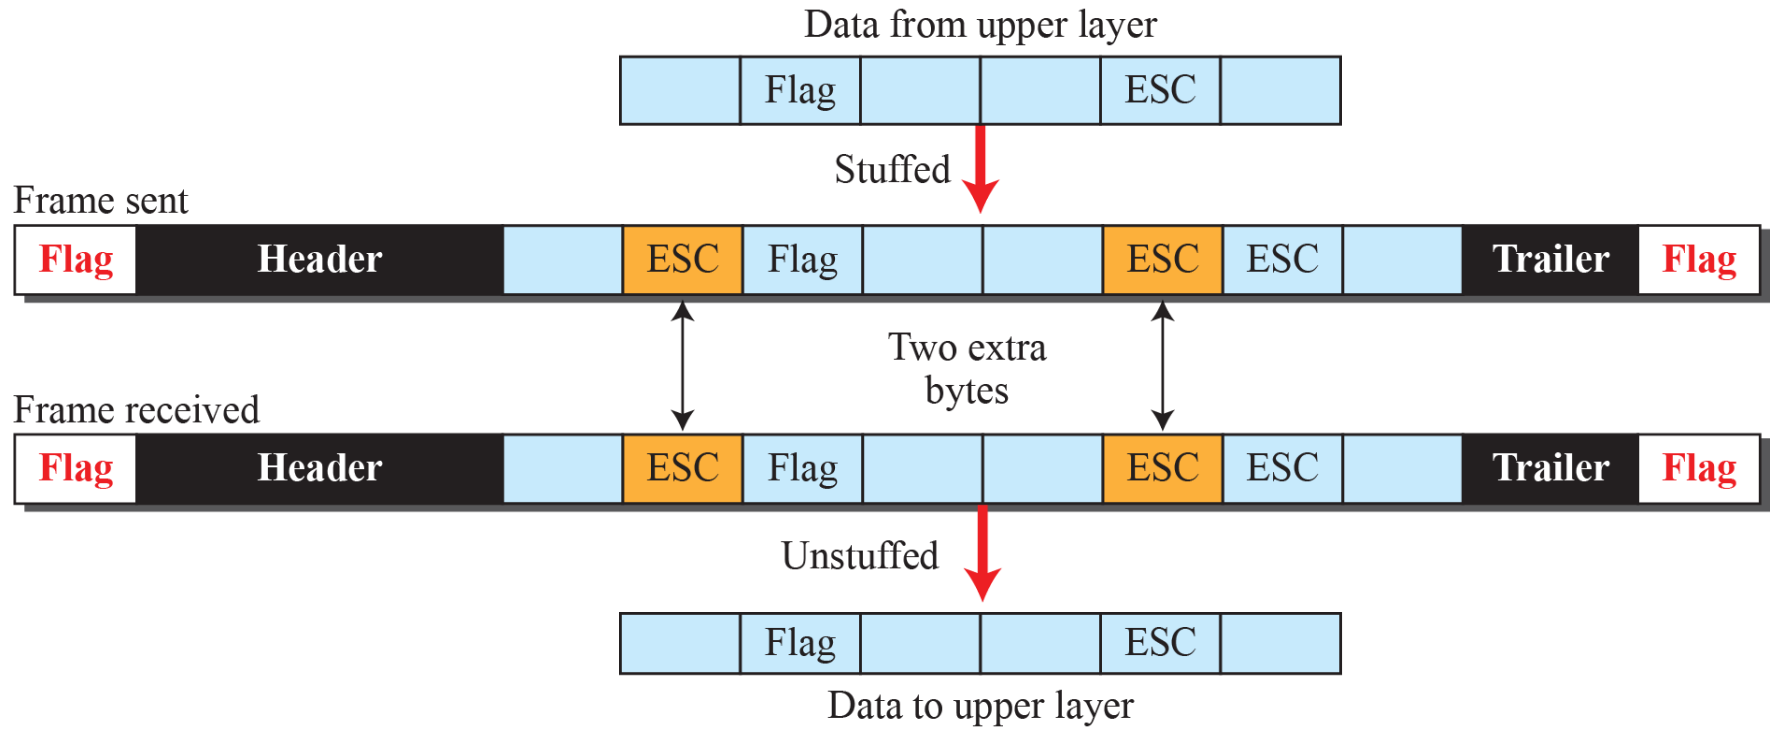 Data from upper layer
Flag ESC
Stuffed
Frame sent
Flag Header ESC Flag ESC ESC Trailer Flag
Two extra
bytes
Frame received
Flag Header ESC Flag ESC ESC Trailer Flag
Unstuffed
Flag ESC
Data to upper layer